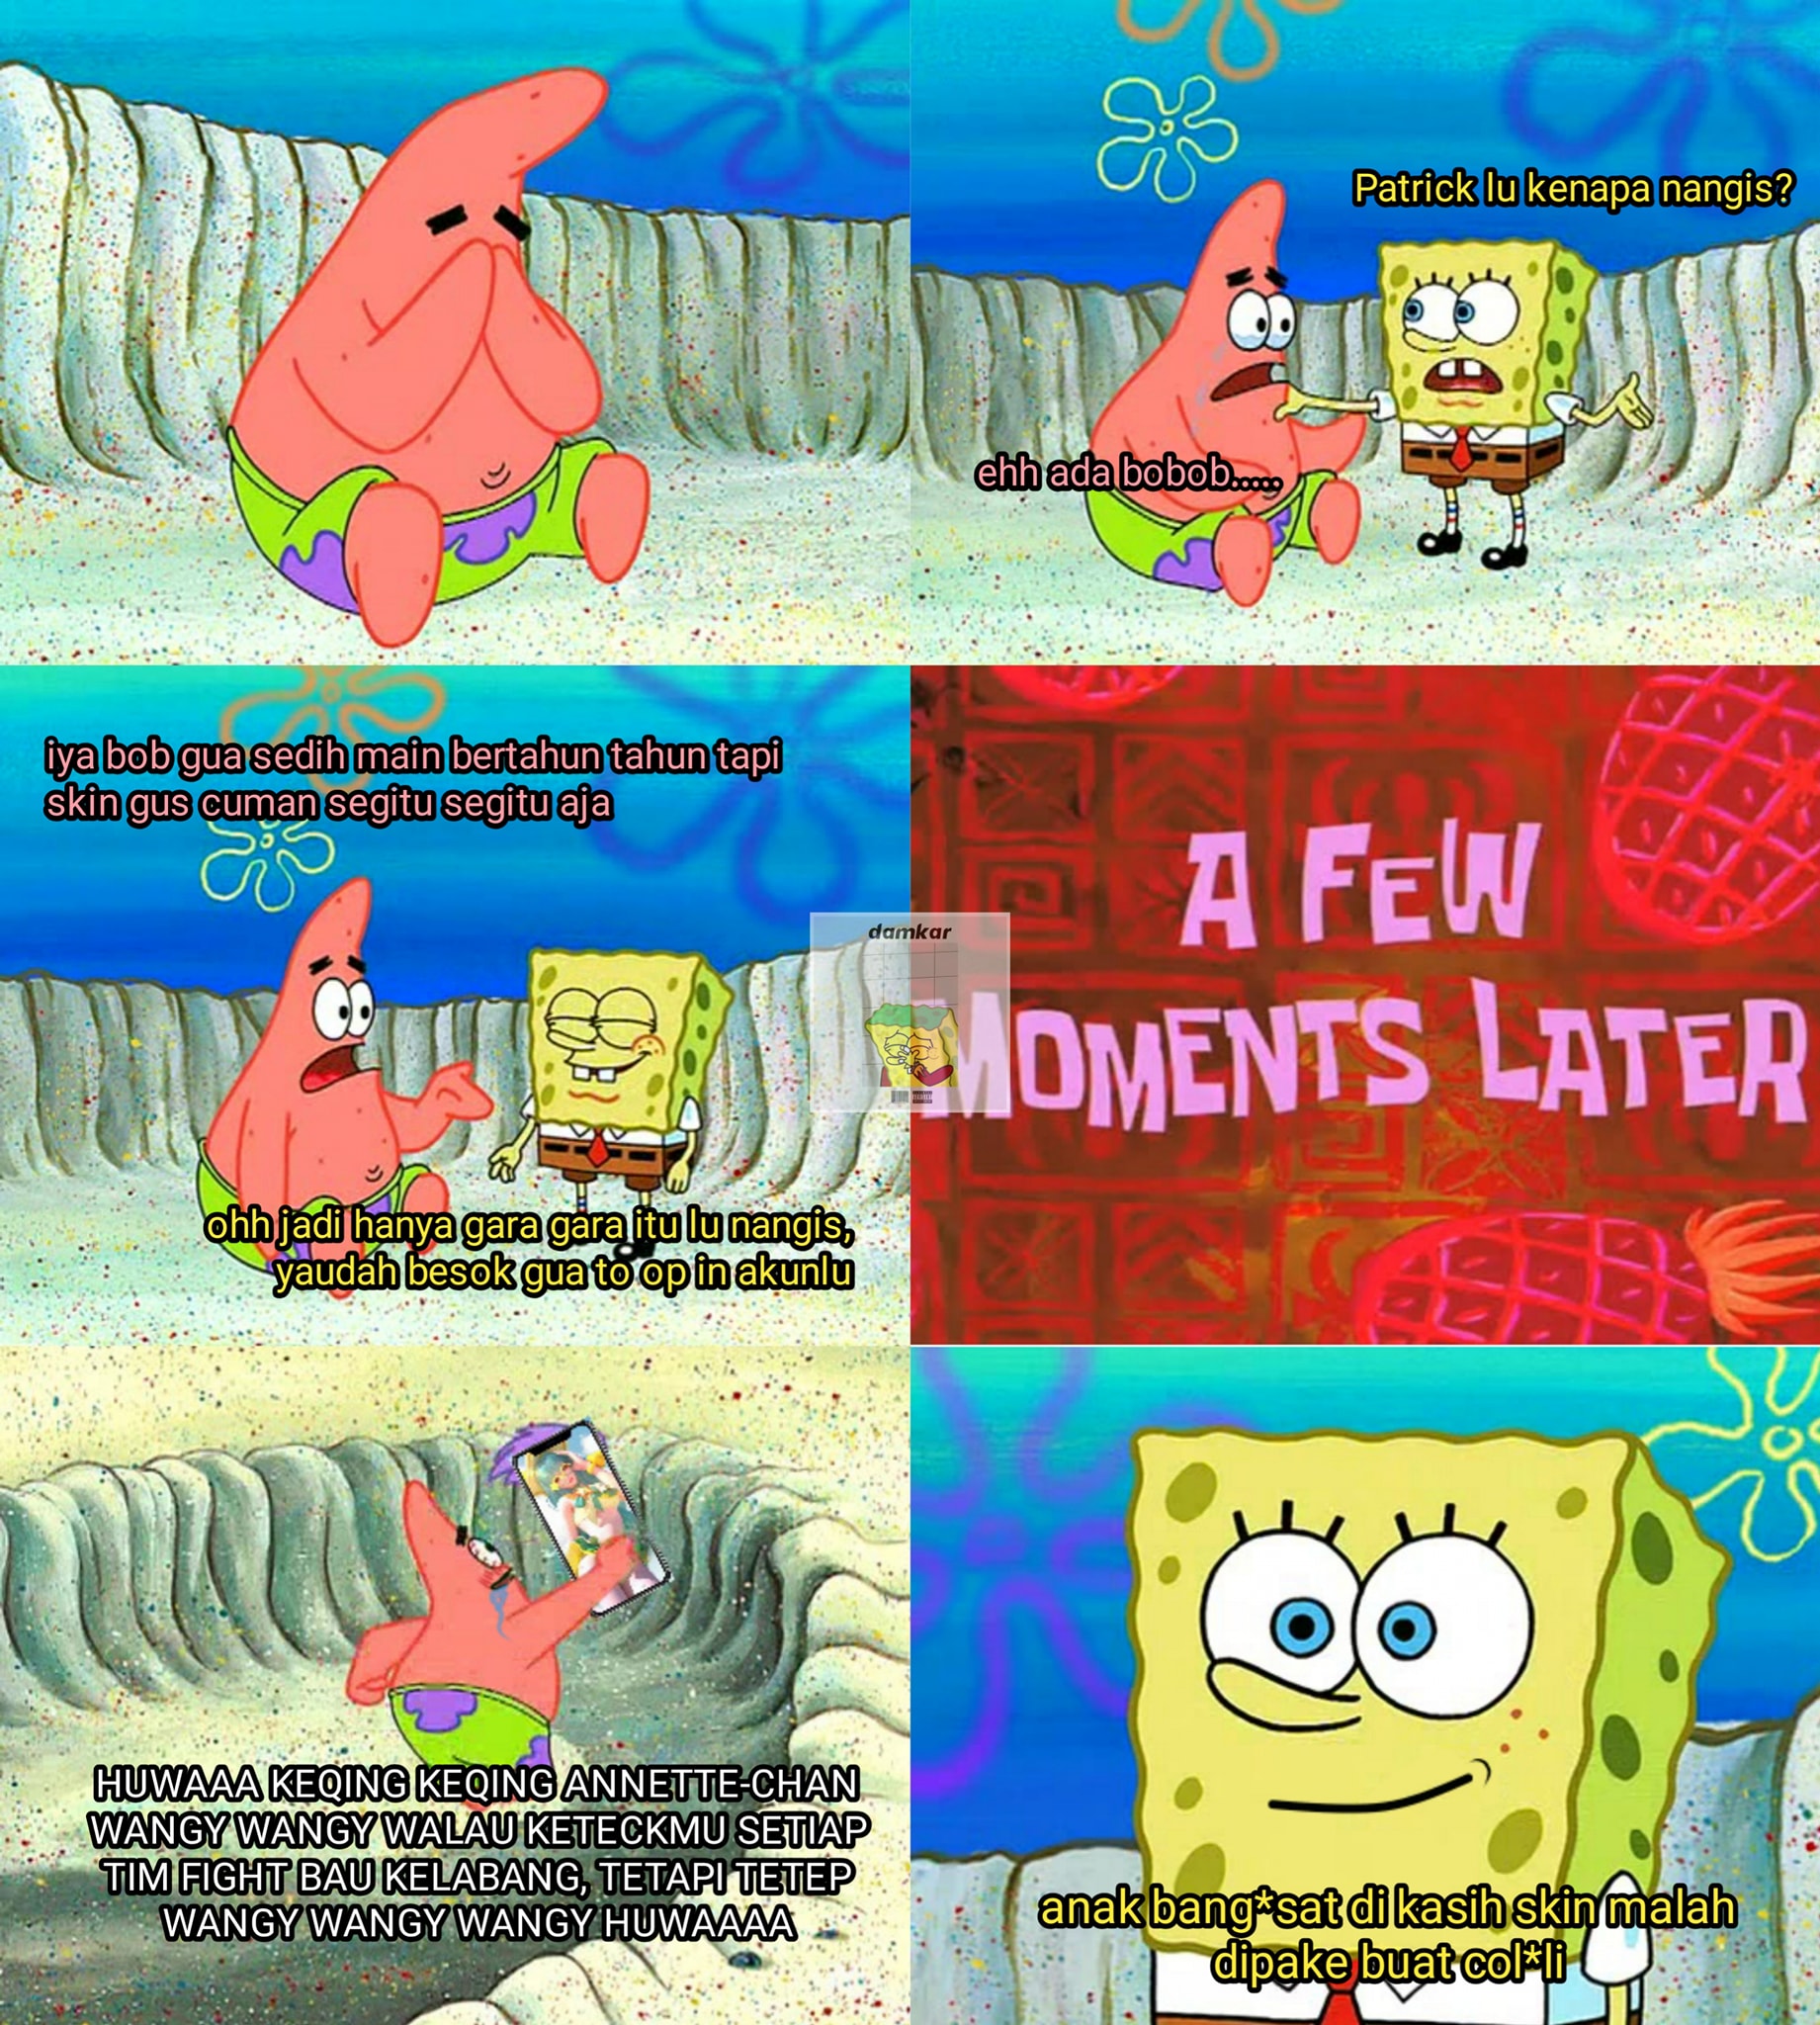 Patrick lu kenapa nangis?
ehh ada bobob.....
iya bob gua sedih main bertahun tahun tapi
skin gus cuman segitu segitu aja
ohh jadi hanya gara gara itu lu nangis,
yaudah besok gua to op in akunlu
damkar
A FEW
MOMENTS LATER
HUWAAA KEQING KEQING ANNETTE-CHAN
WANGY WANGY WALAU KETECKMU SETIAP
TIM FIGHT BAU KELABANG, TETAPI TETEP
WANGY WANGY WANGY HUWAAAA
anak bang*sat di kasih skin malah
dipake buat col*li